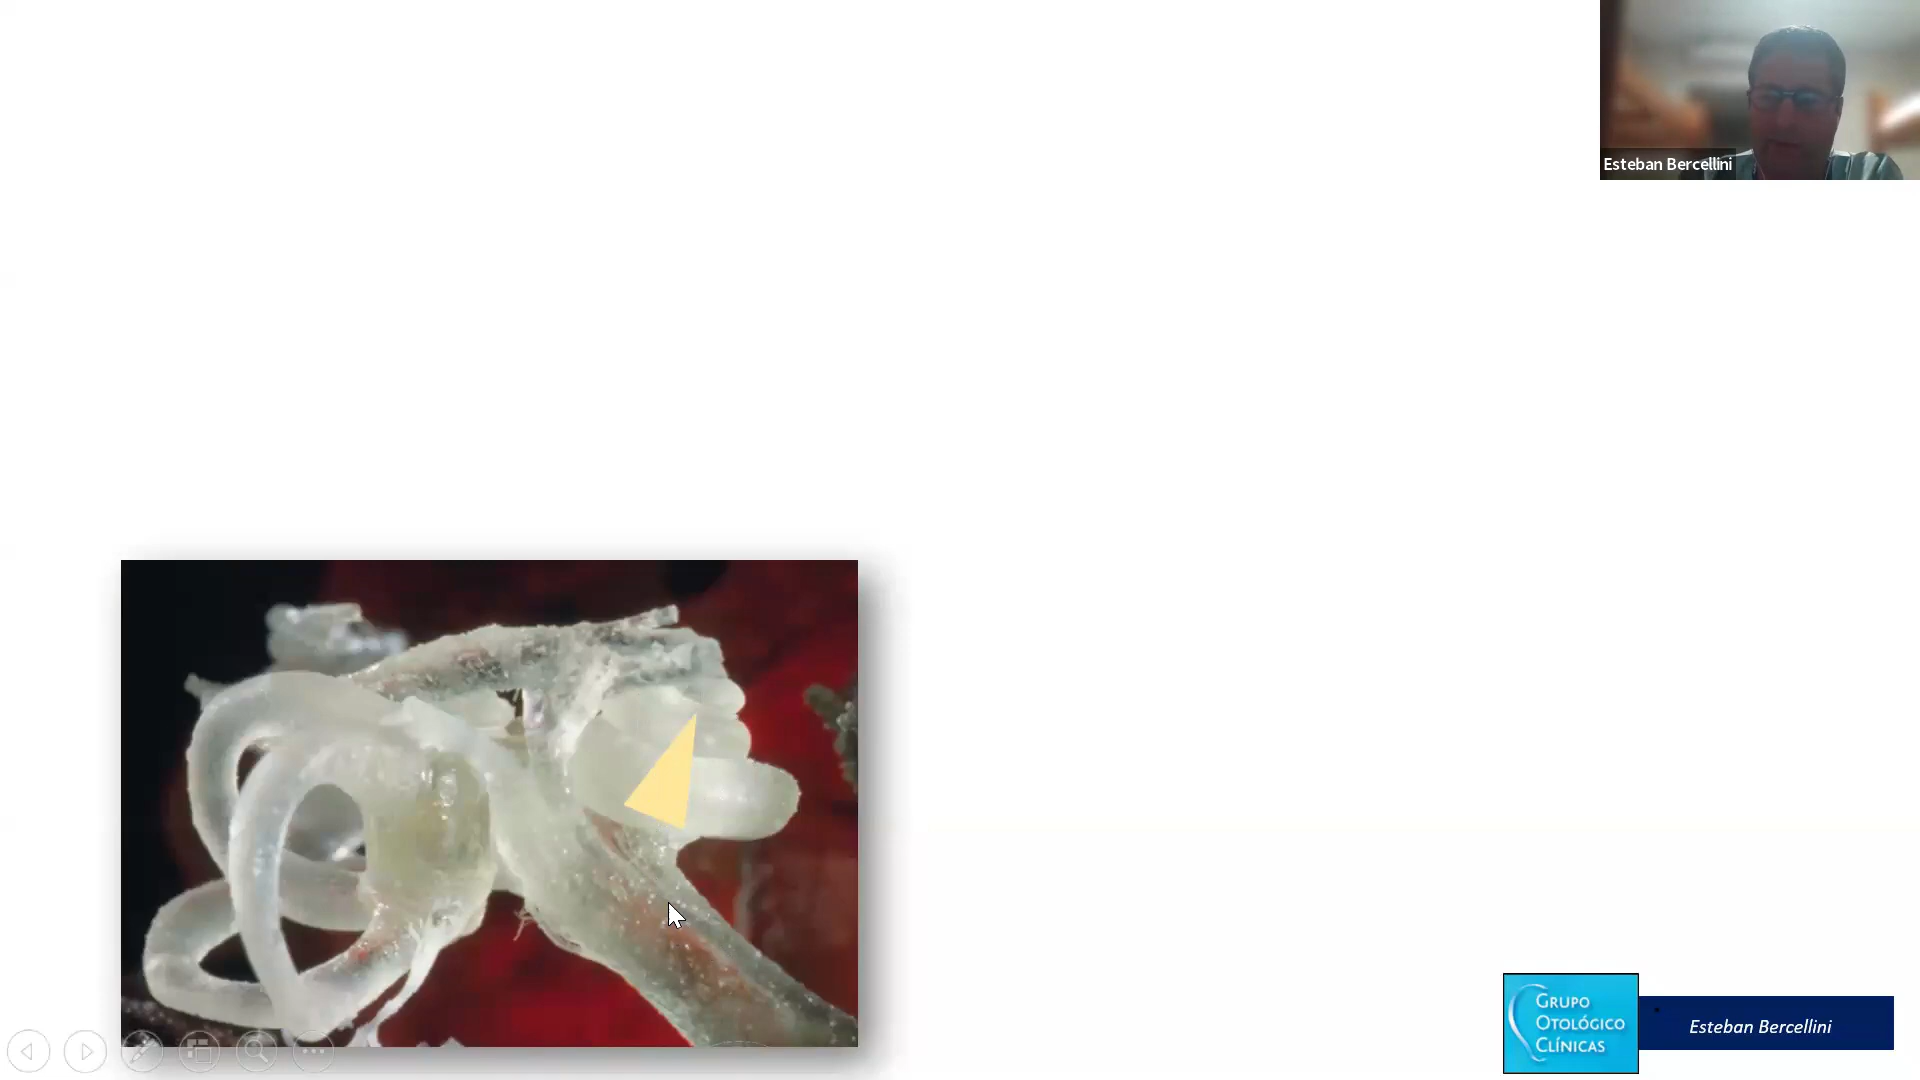 Esteban Bercellini
GRUPO
OTOLÓGICO
CLÍNICAS
Esteban Bercellini